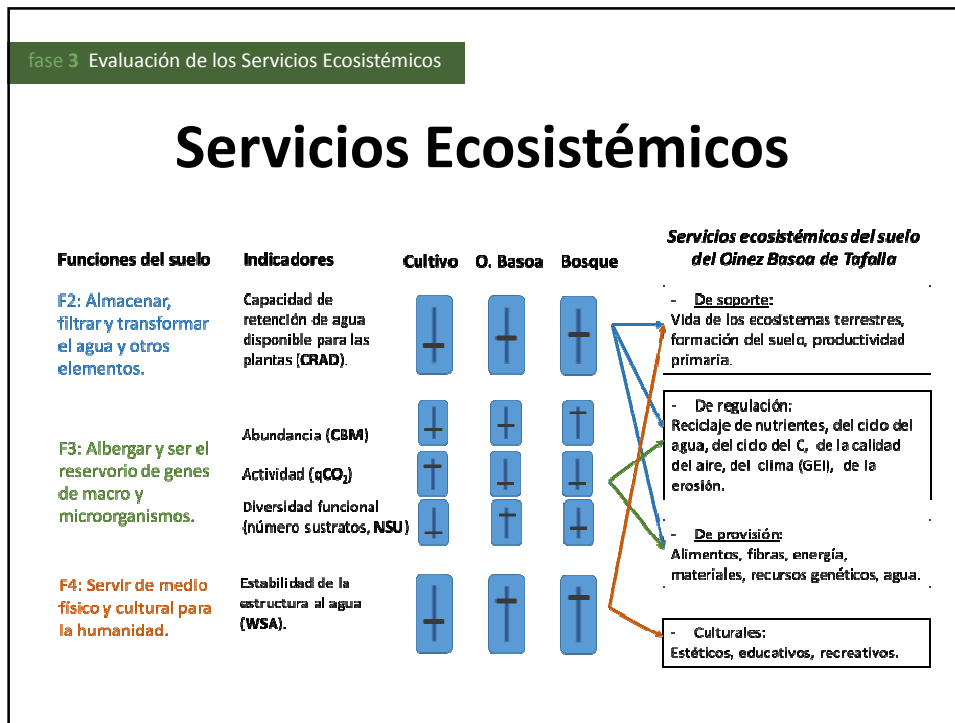 fase 3 Evaluación de los Servicios Ecosistémicos
Servicios Ecosistémicos
Funciones del suelo
Indicadores
Cultivo
O. Basoa
Bosque
Servicios ecosistémicos del suelo
del Oinez Basoa de Tafalla
F2: Almacenar,
filtrar y transformar
el agua y otros
elementos.
Capacidad de
retención de agua
disponible para las
plantas (CRAD).
- De soporte:
Vida de los ecosistemas terrestres,
formación del suelo, productividad
primaria.
F3: Albergar y ser el
reservorio de genes
de macro y
microorganismos.
Abundancia (CBM)
Actividad (qCO₂)
Diversidad funcional
(número sustratos, NSU)
- De regulación:
Reciclaje de nutrientes, del ciclo del
agua, del ciclo del C, de la calidad
del aire, del clima (GEI), de la
erosión.
- De provisión:
Alimentos, fibras, energía,
materiales, recursos genéticos, agua.
F4: Servir de medio
físico y cultural para
la humanidad.
Estabilidad de la
estructura al agua
(WSA).
- Culturales:
Estéticos, educativos, recreativos.